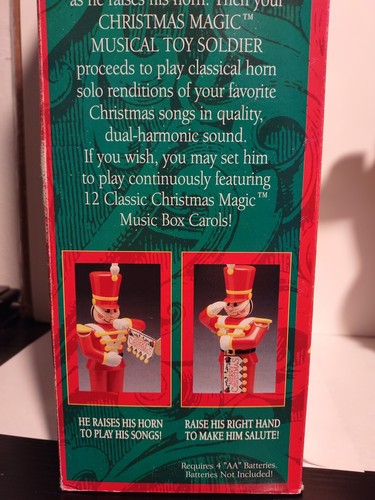 as he raises his horn. Then your
CHRISTMAS MAGIC™
MUSICAL TOY SOLDIER
proceeds to play classical horn
solo renditions of your favorite
Christmas songs in quality,
dual-harmonic sound.
If you wish, you may set him
to play continuously featuring
12 Classic Christmas Magic™
Music Box Carols!
HE RAISES HIS HORN
TO PLAY HIS SONGS!
RAISE HIS RIGHT HAND
TO MAKE HIM SALUTE!
Requires 4 "AA" Batteries.
Batteries Not Included!